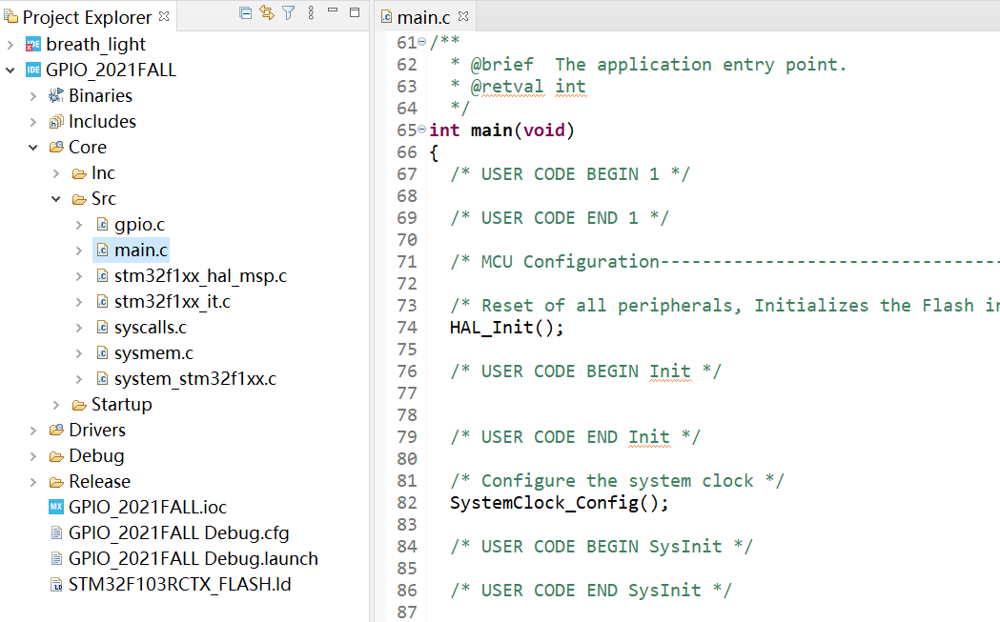 Project Explorer
breath_light
GPIO_2021FALL
Binaries
Includes
Core
Inc
Src
gpio.c
main.c
stm32f1xx_hal_msp.c
stm32f1xx_it.c
syscalls.c
sysmem.c
system_stm32f1xx.c
Startup
Drivers
Debug
Release
GPIO_2021FALL.ioc
GPIO_2021FALL Debug.cfg
GPIO_2021FALL Debug.launch
STM32F103RCTX_FLASH.ld
main.c
61 /**
62   * @brief  The application entry point.
63   * @retval int
64   */
65 int main(void)
66 {
67   /* USER CODE BEGIN 1 */
68
69   /* USER CODE END 1 */
70
71   /* MCU Configuration--------------------------------
72
73   /* Reset of all peripherals, Initializes the Flash in
74   HAL_Init();
75
76   /* USER CODE BEGIN Init */
77
78
79   /* USER CODE END Init */
80
81   /* Configure the system clock */
82   SystemClock_Config();
83
84   /* USER CODE BEGIN SysInit */
85
86   /* USER CODE END SysInit */
87